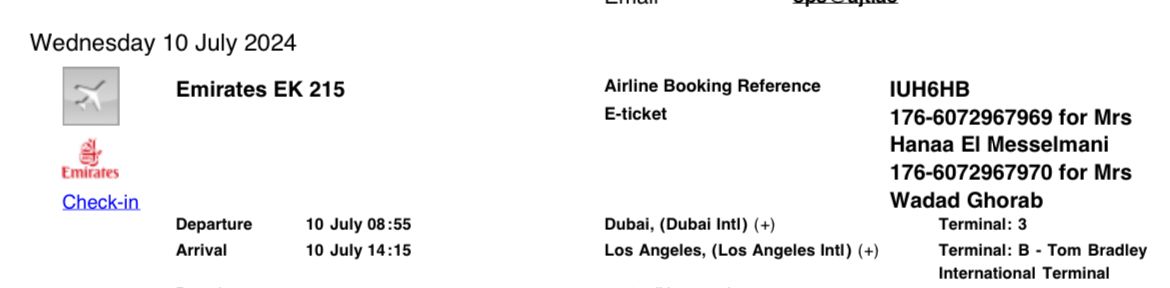 Email
Wednesday 10 July 2024
Emirates EK 215
Airline Booking Reference
IUH6HB
E-ticket
176-6072967969 for Mrs
Hanaa El Messelmani
176-6072967970 for Mrs
Wadad Ghorab
Emirates
Check-in
Departure
10 July 08:55
Dubai, (Dubai Intl) (+)
Terminal: 3
Arrival
10 July 14:15
Los Angeles, (Los Angeles Intl) (+)
Terminal: B - Tom Bradley
International Terminal